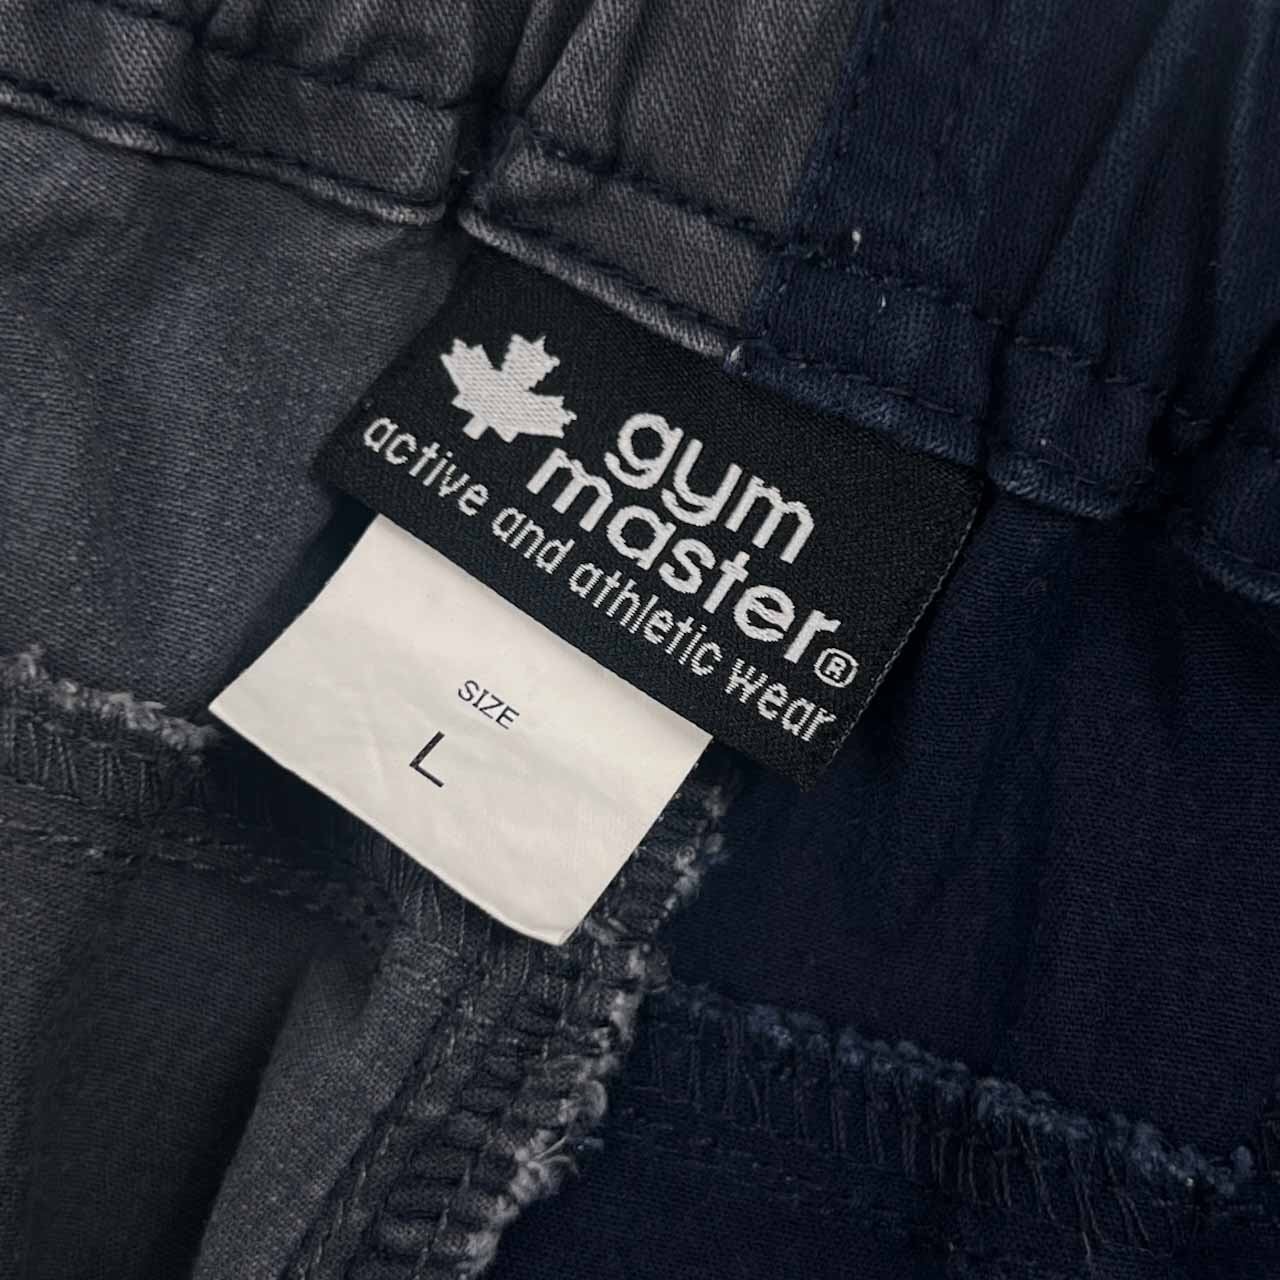 gym
master®
active and athletic wear
SIZE
L